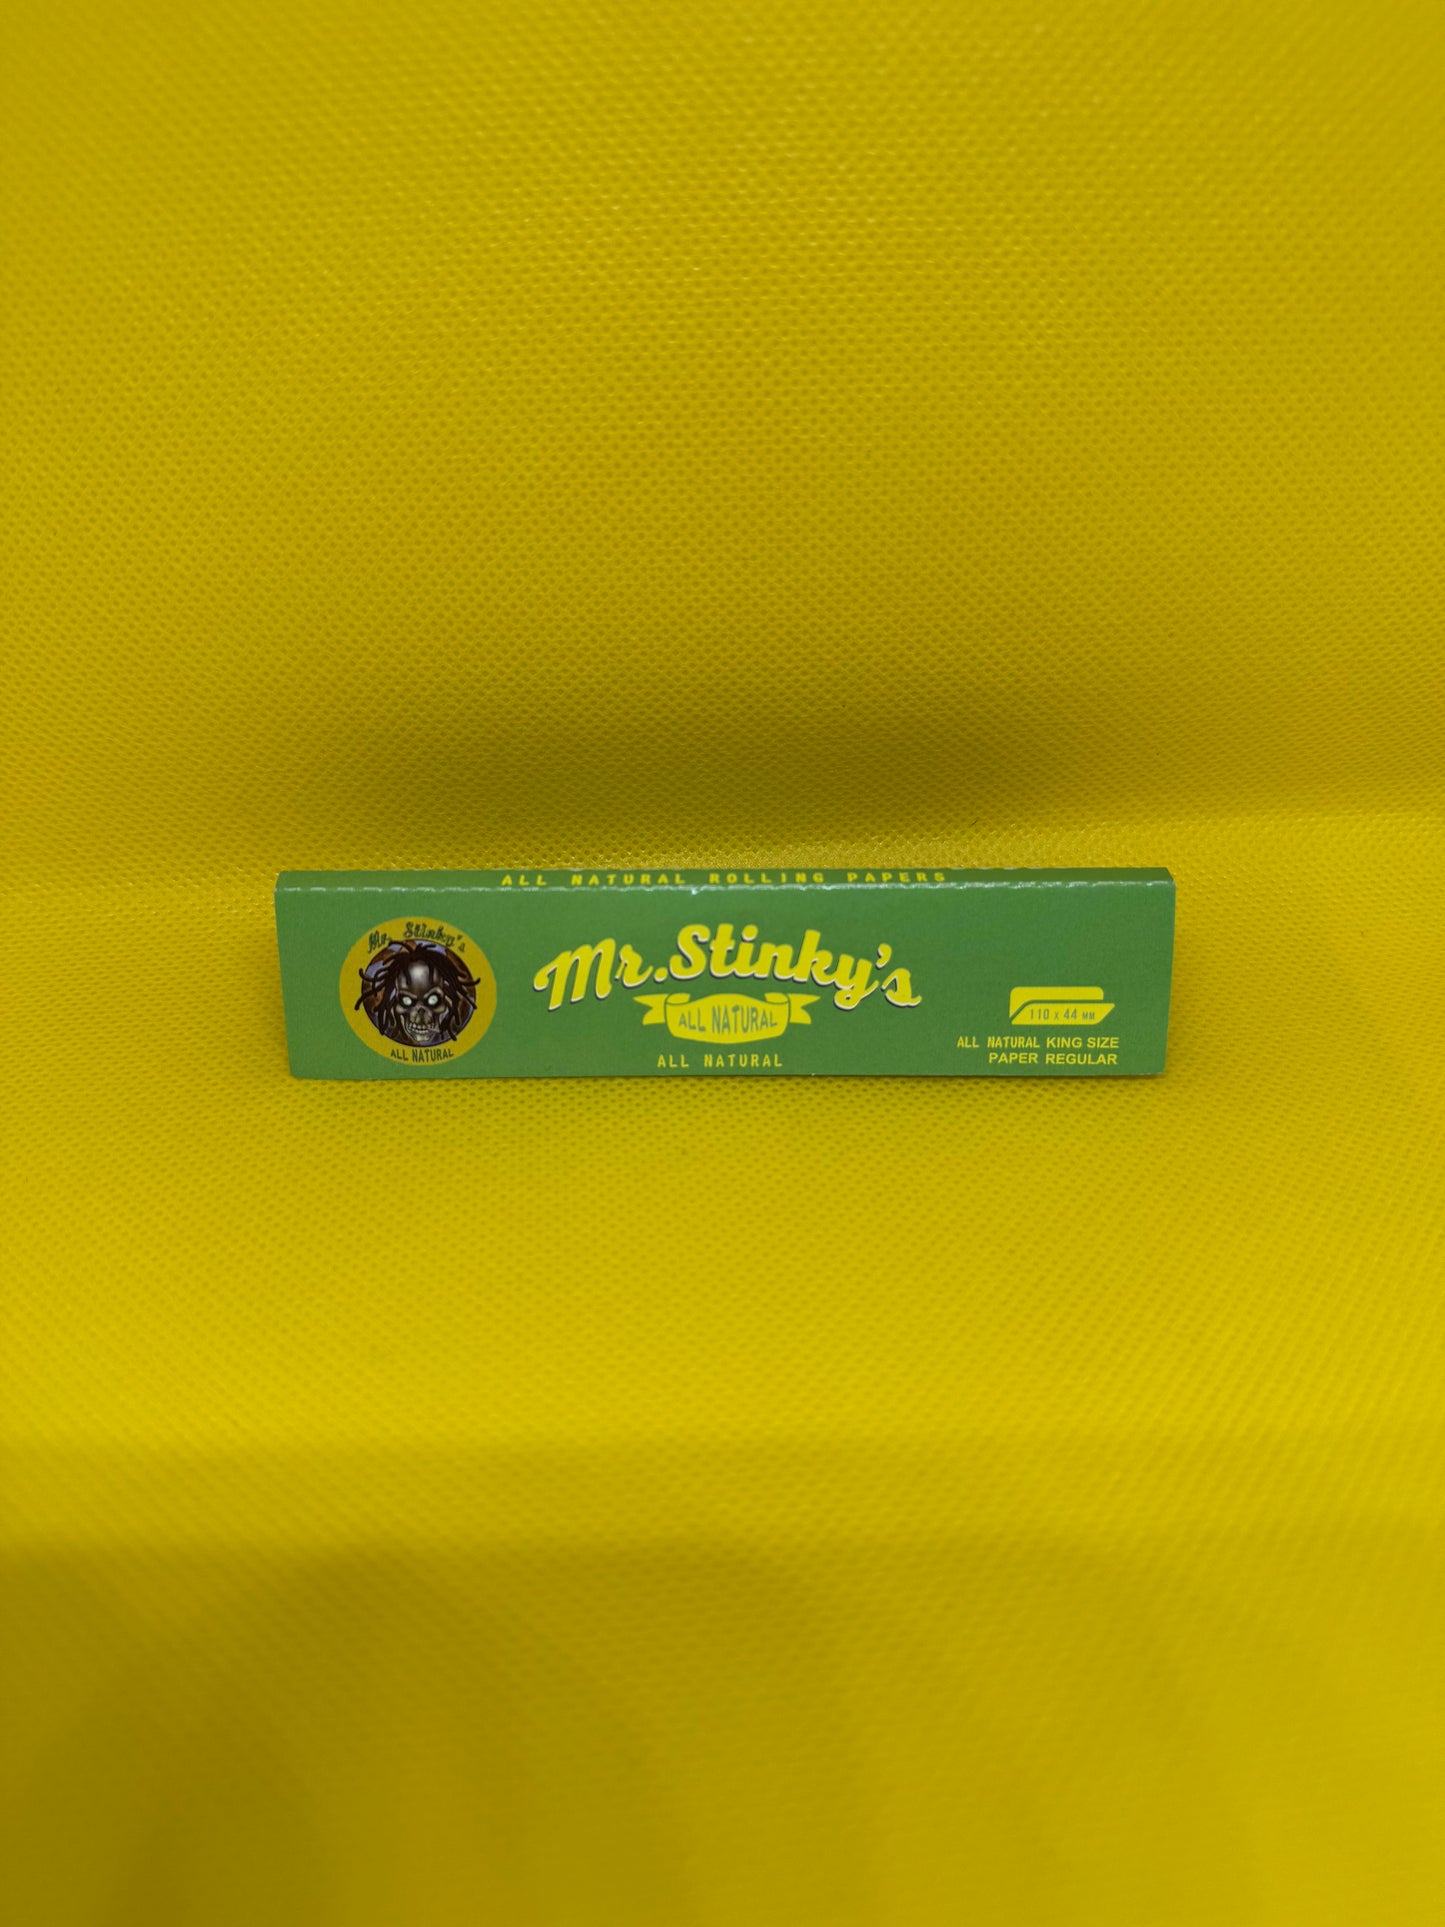 ALL NATURAL ROLLING PAPERS
Mr. Stinky's
ALL NATURAL
Mr.Stinky's
ALL NATURAL
ALL NATURAL
110 x 44 MM
ALL NATURAL KING SIZE
PAPER REGULAR